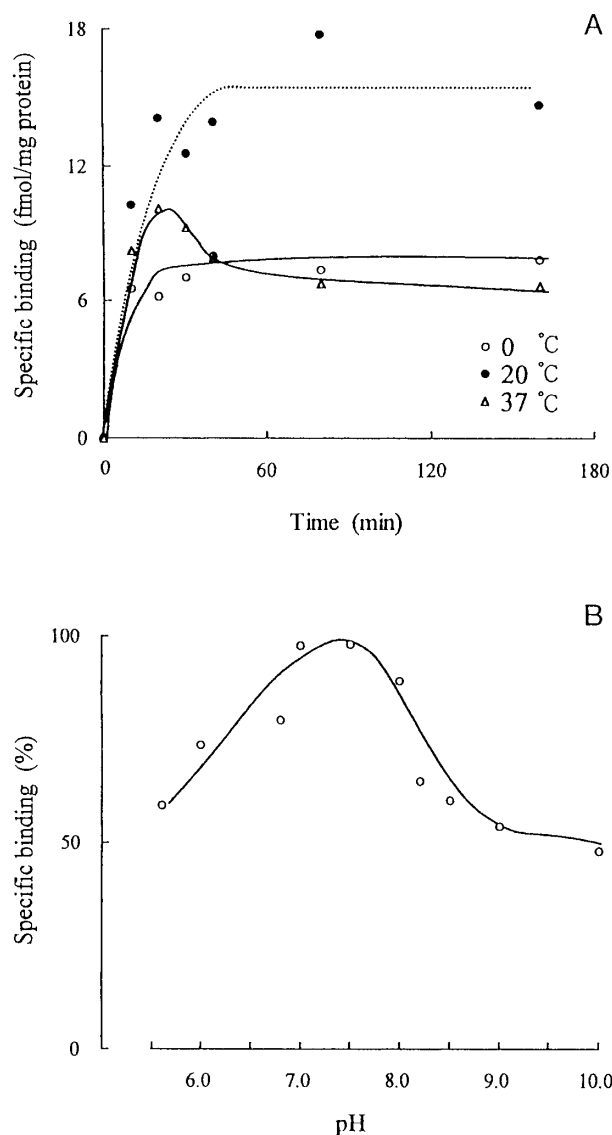 A
Specific binding (fmol/mg protein)
18
12
6
0
0 °C
20 °C
37 °C
0 60 120 180
Time (min)
B
Specific binding (%)
100
50
0
6.0 7.0 8.0 9.0 10.0
pH